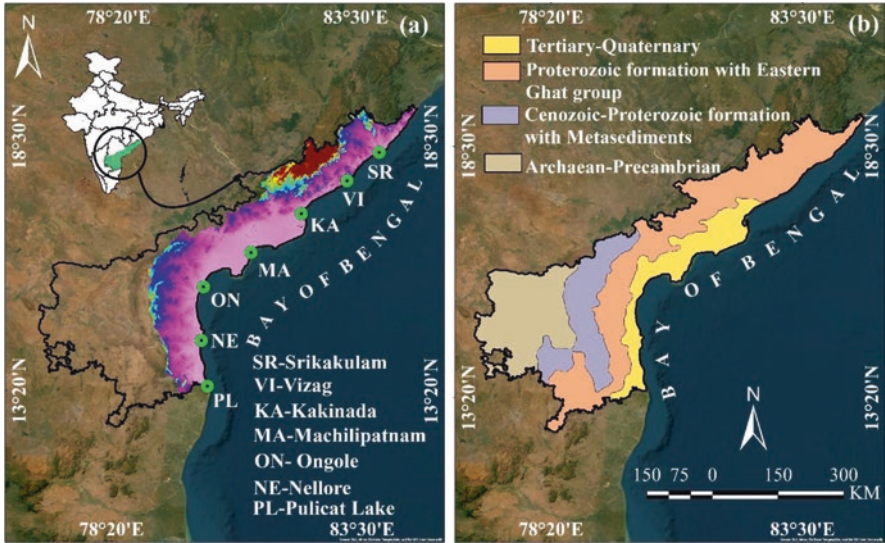 78°20'E
83°30'E
(a)
N
18°30'N
18°30'N
SR
VI
KA
MA
ON
NE
PL
BAY OF BENGAL
13°20'N
13°20'N
SR-Srikakulam
VI-Vizag
KA-Kakinada
MA-Machilipatnam
ON- Ongole
NE-Nellore
PL-Pulicat Lake
78°20'E
83°30'E
78°20'E
83°30'E
(b)
Tertiary-Quaternary
Proterozoic formation with Eastern
Ghat group
Cenozoic-Proterozoic formation
with Metasediments
Archaean-Precambrian
18°30'N
BAY OF BENGAL
13°20'N
N
150 75 0 150 300
KM
78°20'E
83°30'E